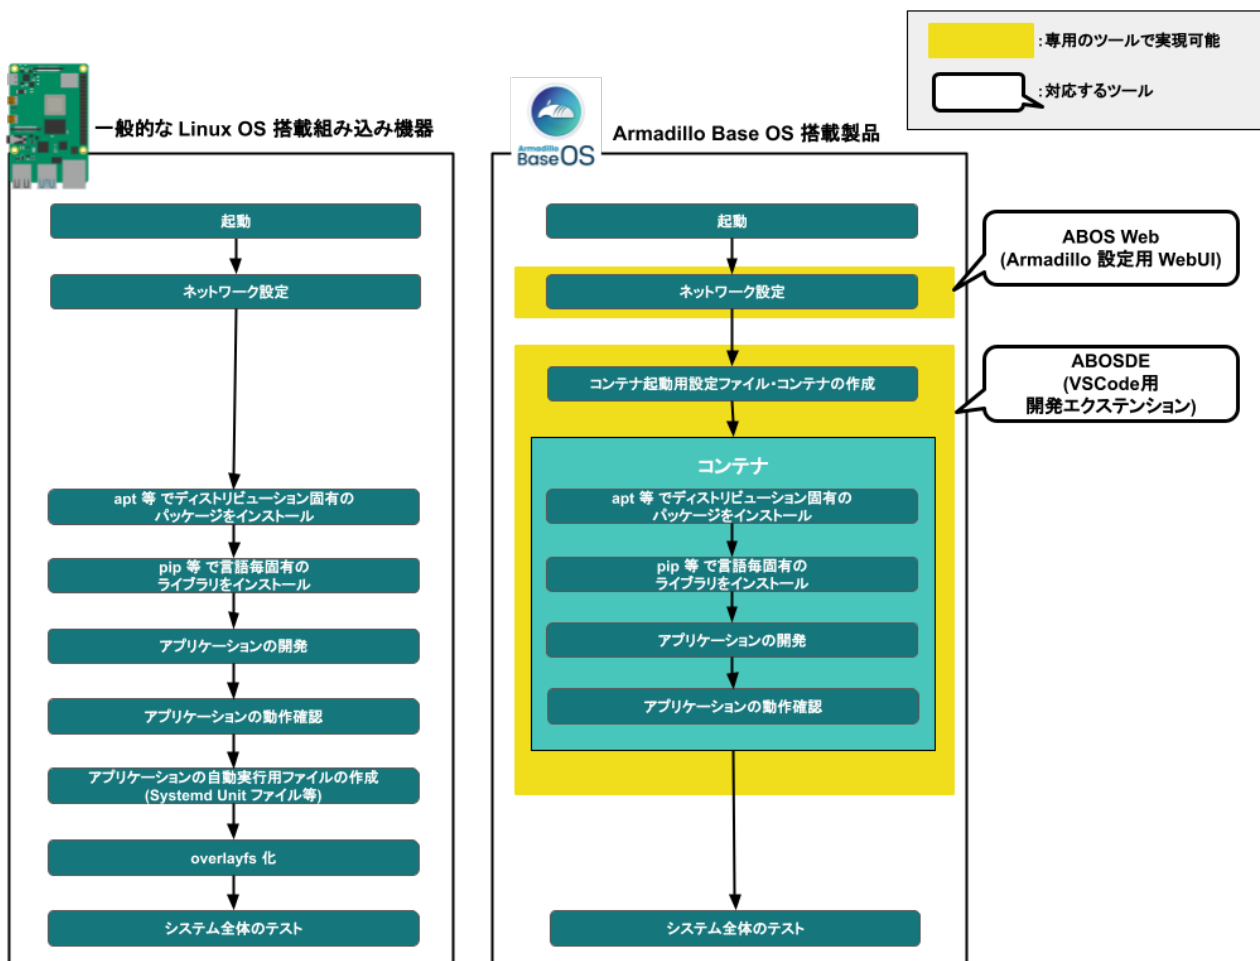 :専用のツールで実現可能
:対応するツール
一般的な Linux OS 搭載組み込み機器
起動
ネットワーク設定
apt 等 でディストリビューション固有の
パッケージをインストール
pip 等 で言語毎固有の
ライブラリをインストール
アプリケーションの開発
アプリケーションの動作確認
アプリケーションの自動実行用ファイルの作成
(Systemd Unit ファイル等)
overlayfs 化
システム全体のテスト
Armadillo
Base OS
Armadillo Base OS 搭載製品
起動
ネットワーク設定
コンテナ起動用設定ファイル・コンテナの作成
コンテナ
apt 等 でディストリビューション固有の
パッケージをインストール
pip 等 で言語毎固有の
ライブラリをインストール
アプリケーションの開発
アプリケーションの動作確認
システム全体のテスト
ABOS Web
(Armadillo 設定用 WebUI)
ABOSDE
(VSCode用
開発エクステンション)